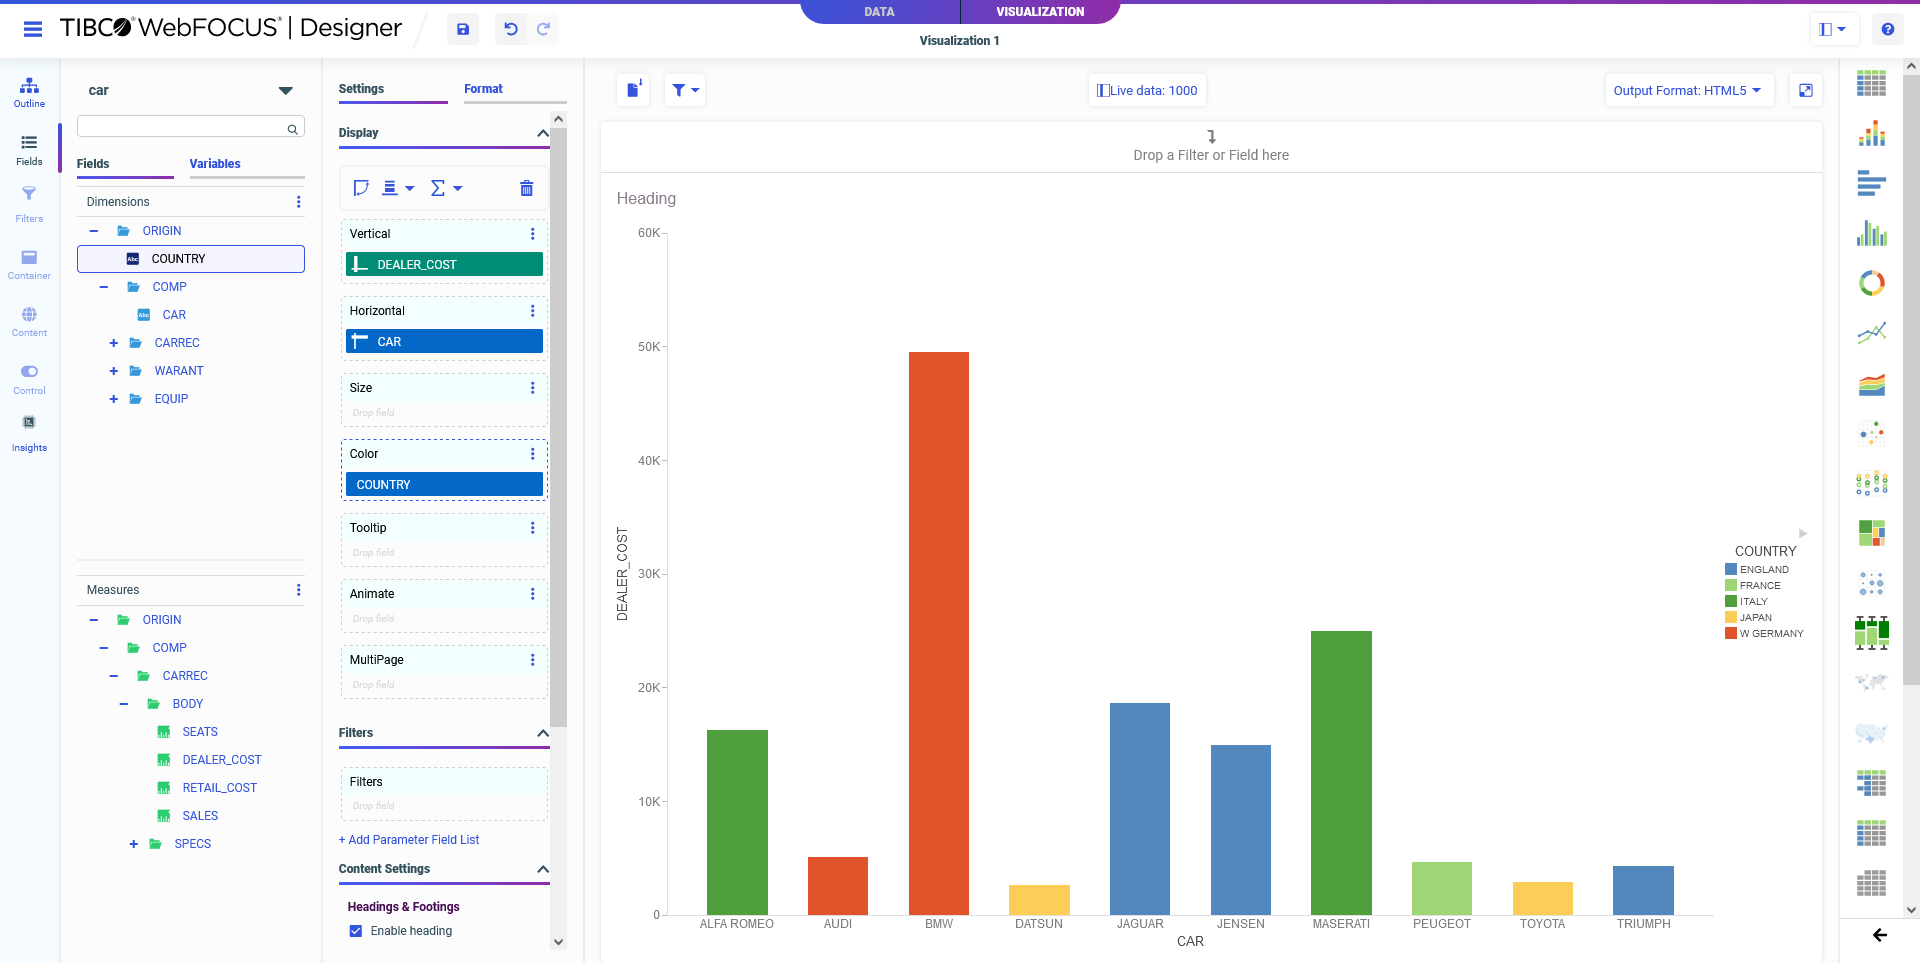 TIBCO® WebFOCUS® | Designer
DATA
VISUALIZATION
Visualization 1
Outline
Fields
Filters
Container
Content
Control
Insights
car
Fields
Variables
Dimensions
ORIGIN
Abc COUNTRY
COMP
Abc CAR
CARREC
WARANT
EQUIP
Measures
ORIGIN
COMP
CARREC
BODY
SEATS
DEALER_COST
RETAIL_COST
SALES
SPECS
Settings
Format
Display
Vertical
DEALER_COST
Horizontal
CAR
Size
Drop field
Color
COUNTRY
Tooltip
Drop field
Animate
Drop field
MultiPage
Drop field
Filters
Filters
Drop field
+ Add Parameter Field List
Content Settings
Headings & Footings
Enable heading
Live data: 1000
Output Format: HTML5
Drop a Filter or Field here
Heading
60K
50K
40K
30K
20K
10K
0
DEALER_COST
ALFA ROMEO
AUDI
BMW
DATSUN
JAGUAR
JENSEN
MASERATI
PEUGEOT
TOYOTA
TRIUMPH
CAR
COUNTRY
ENGLAND
FRANCE
ITALY
JAPAN
W GERMANY